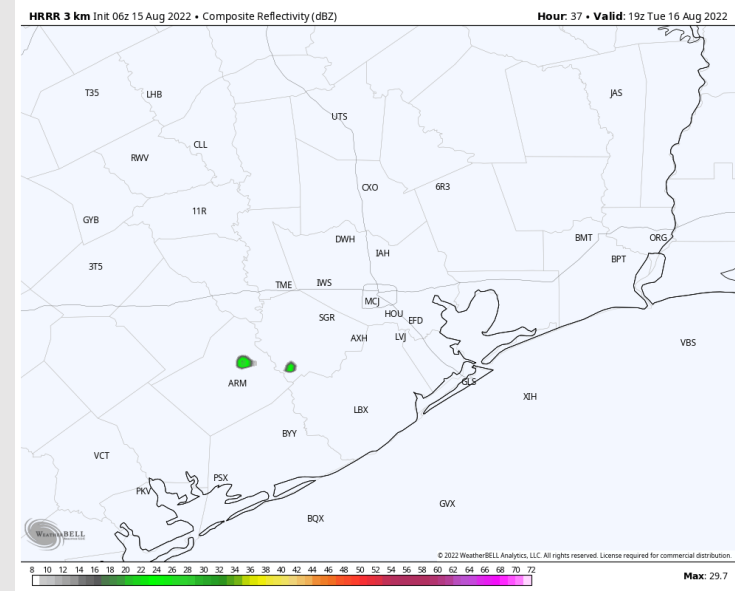 HRRR 3 km Init 06z 15 Aug 2022 • Composite Reflectivity (dBZ) Hour: 37 • Valid: 19z Tue 16 Aug 2022
T35 LHB JAS
UTS
CLL
RWV
CXO 6R3
11R
GYB
DWH BMT ORG
IAH
BPT
3T5
TME IWS
MCJ
HOU
SGR EFD
AXH LVJ
VBS
ARM GLS
XIH
LBX
BYY
VCT
PSX
PKV
GVX
BQX
WEATHERBELL
© 2022 WeatherBELL Analytics, LLC. All rights reserved. License required for commercial distribution.
8 10 12 14 16 18 20 22 24 26 28 30 32 34 36 38 40 42 44 46 48 50 52 54 56 58 60 62 64 66 68 70 72
Max: 29.7